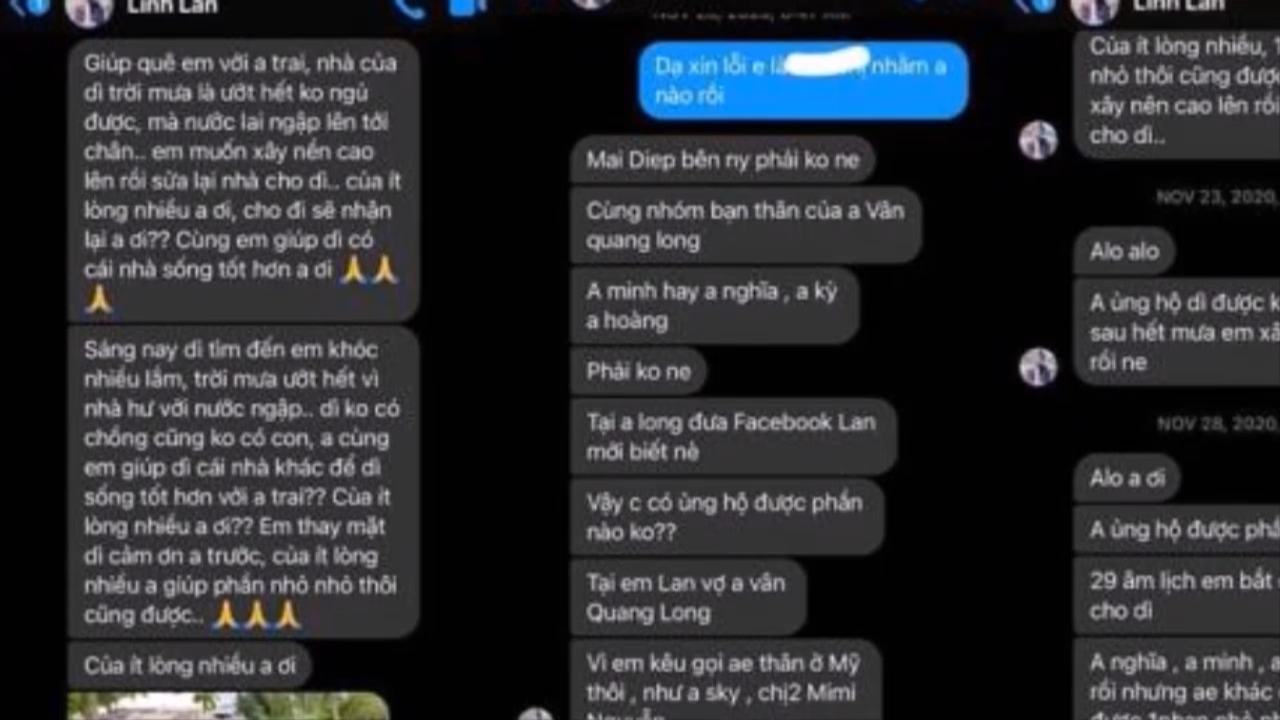 Linh Lan
Giúp quê em với a trai, nhà của
dì trời mưa là ướt hết ko ngủ
được, mà nước lai ngập lên tới
chân.. em muốn xây nền cao
lên rồi sữa lại nhà cho dì.. của ít
lòng nhiều a ơi, cho đi sẽ nhận
lại a ơi?? Cùng em giúp dì có
cái nhà sống tốt hơn a ơi 🙏🙏
🙏
Sáng nay dì tìm đến em khóc
nhiều lắm, trời mưa ướt hết vì
nhà hư với nước ngập.. dì ko có
chồng cũng ko có con, a cùng
em giúp dì cái nhà khác để dì
sống tốt hơn với a trai?? Của ít
lòng nhiều a ơi?? Em thay mặt
dì cảm ơn a trước, của ít lòng
nhiều a giúp phần nhỏ nhỏ thôi
cũng được.. 🙏🙏🙏
Của ít lòng nhiều a ơi
Dạ xin lỗi e là nhầm a
nào rồi
Mai Diep bên ny phải ko ne
Cùng nhóm bạn thân của a Vân
quang long
A minh hay a nghĩa , a kỳ
a hoàng
Phải ko ne
Tại a long đưa Facebook Lan
mới biết nè
Vậy c có ủng hộ được phần
nào ko??
Tại em Lan vợ a vân
Quang Long
Vì em kêu gọi ae thân ở Mỹ
thôi , như a sky , chị2 Mimi
Nguyễn
Linh Lan
Của ít lòng nhiều,
nhỏ thôi cũng được
xây nên cao lên rồi
cho dì..
NOV 23, 2020,
Alo alo
A ủng hộ dì được
sau hết mưa em
rồi ne
NOV 28, 2020,
Alo a ơi
A ủng hộ được
29 âm lịch em bắt
cho dì
A nghĩa , a minh ,
rồi nhưng ae khác